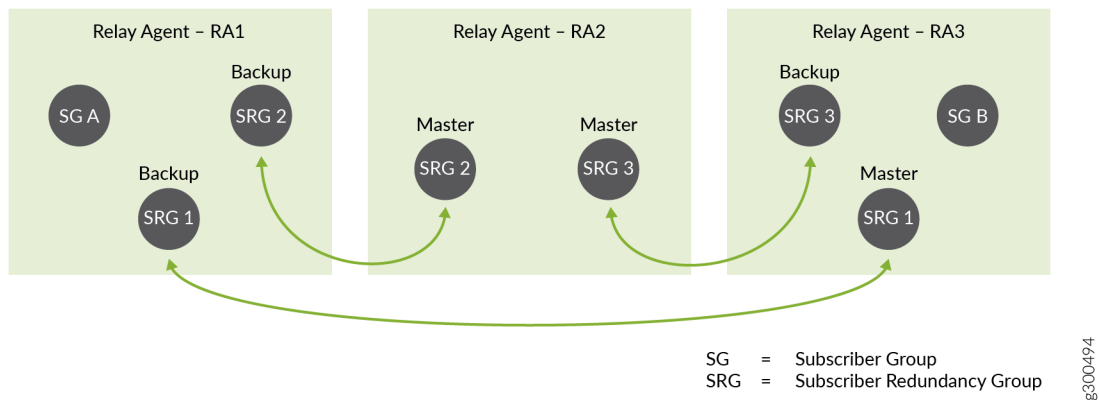 Relay Agent – RA1
Relay Agent – RA2
Relay Agent – RA3
Backup
Backup
SG A
SRG 2
SRG 3
SG B
Master
Master
SRG 2
SRG 3
Backup
Master
SRG 1
SRG 1
SG = Subscriber Group
SRG = Subscriber Redundancy Group
g300494